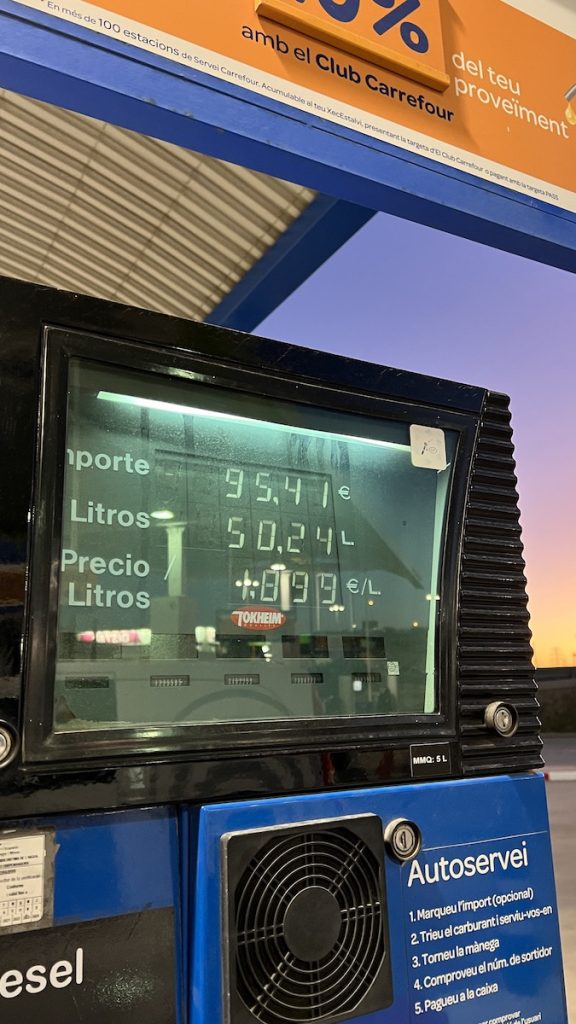 %
amb el Club Carrefour
del teu
proveïment
En més de 100 estacions de Servei Carrefour. Acumulable al teu XecEstalvi, presentant la targeta d'El Club Carrefour o pagant amb la targeta PASS
mporte 95,41 €
Litros 50,24 L
Precio / 1,899 €/L
Litros
TOKHEIM
MMQ: 5 L
Autoservei
1. Marqueu l'import (opcional)
2. Trieu el carburant i serviu-vos-en
3. Torneu la mànega
4. Comproveu el núm. de sortidor
5. Pagueu a la caixa
esel